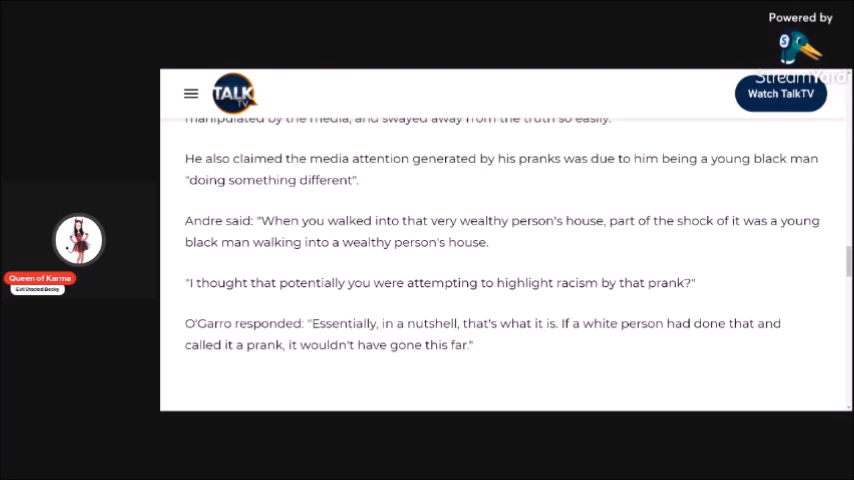 Powered by
S
StreamYard
TALK
TV
Watch TalkTV
manipulated by the media, and swayed away from the truth so easily.
He also claimed the media attention generated by his pranks was due to him being a young black man
"doing something different".
Andre said: "When you walked into that very wealthy person's house, part of the shock of it was a young
black man walking into a wealthy person's house.
"I thought that potentially you were attempting to highlight racism by that prank?"
O'Garro responded: "Essentially, in a nutshell, that's what it is. If a white person had done that and
called it a prank, it wouldn't have gone this far."
Queen of Karma
Evil Stacked Becky